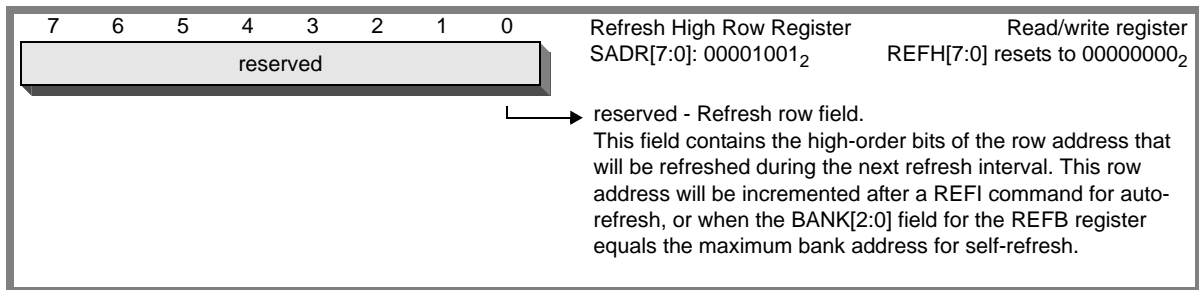 7 6 5 4 3 2 1 0
reserved
Refresh High Row Register Read/write register
SADR[7:0]: 00001001₂ REFH[7:0] resets to 00000000₂
reserved - Refresh row field.
This field contains the high-order bits of the row address that
will be refreshed during the next refresh interval. This row
address will be incremented after a REFI command for auto-
refresh, or when the BANK[2:0] field for the REFB register
equals the maximum bank address for self-refresh.